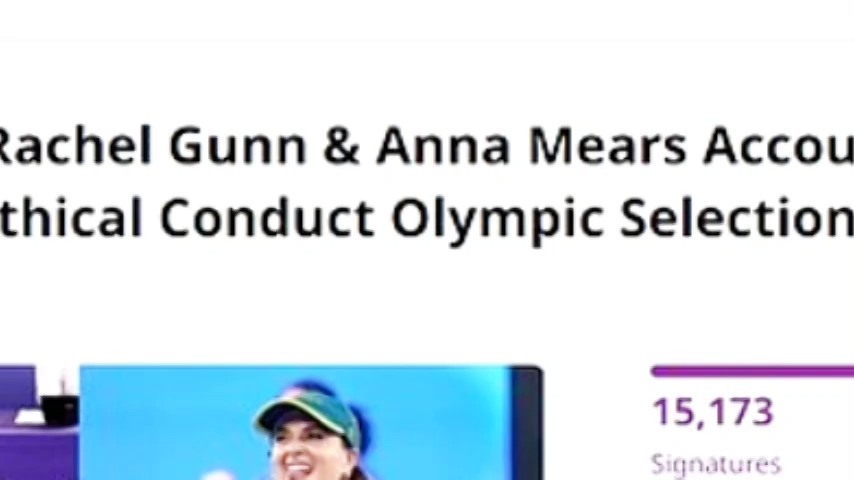 Rachel Gunn & Anna Mears Accou
thical Conduct Olympic Selection
15,173
Signatures